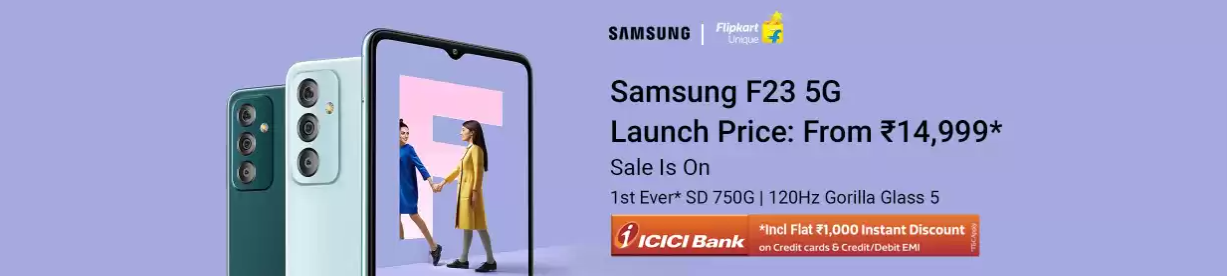 SAMSUNG | Flipkart Unique
Samsung F23 5G
Launch Price: From ₹14,999*
Sale Is On
1st Ever* SD 750G | 120Hz Gorilla Glass 5
i ICICI Bank
*Incl Flat ₹1,000 Instant Discount
on Credit cards & Credit/Debit EMI
*T&C Apply